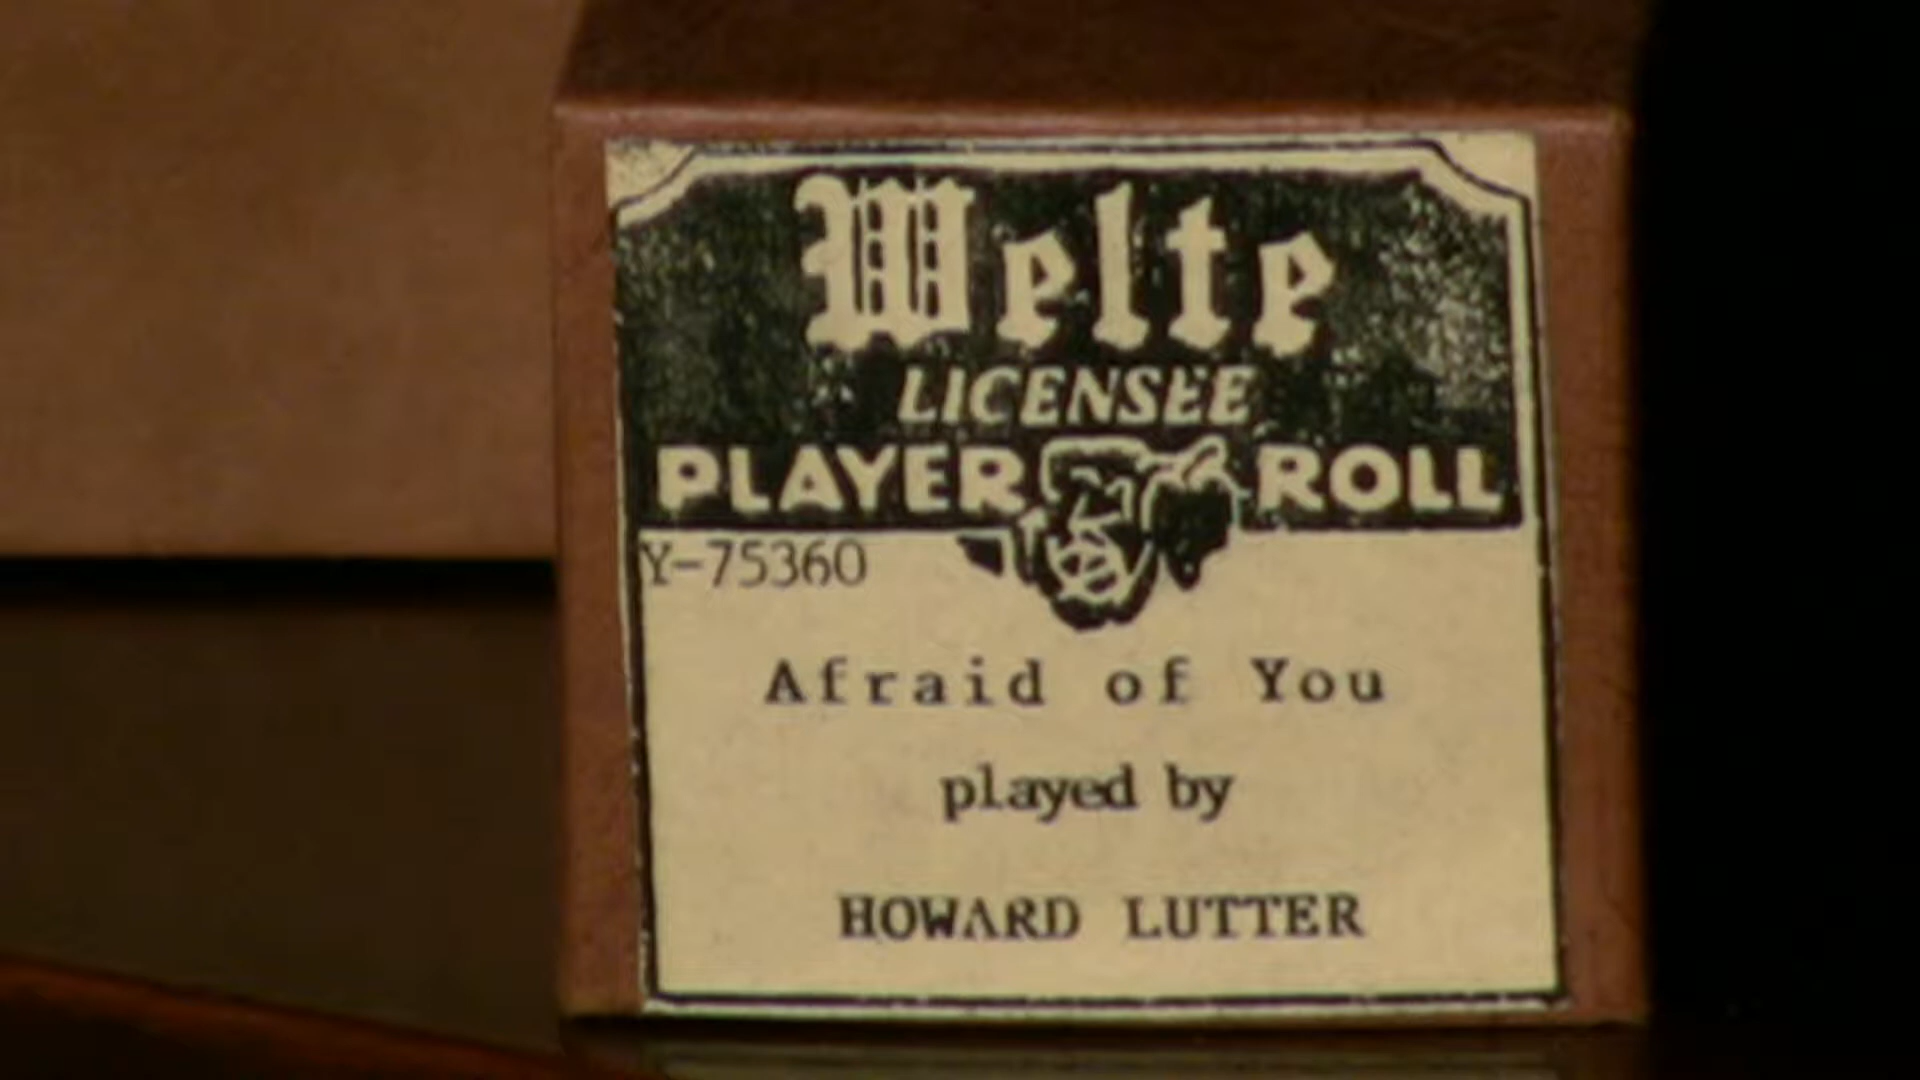 Welte
LICENSEE
PLAYER ROLL
Y-75360
Afraid of You
played by
HOWARD LUTTER